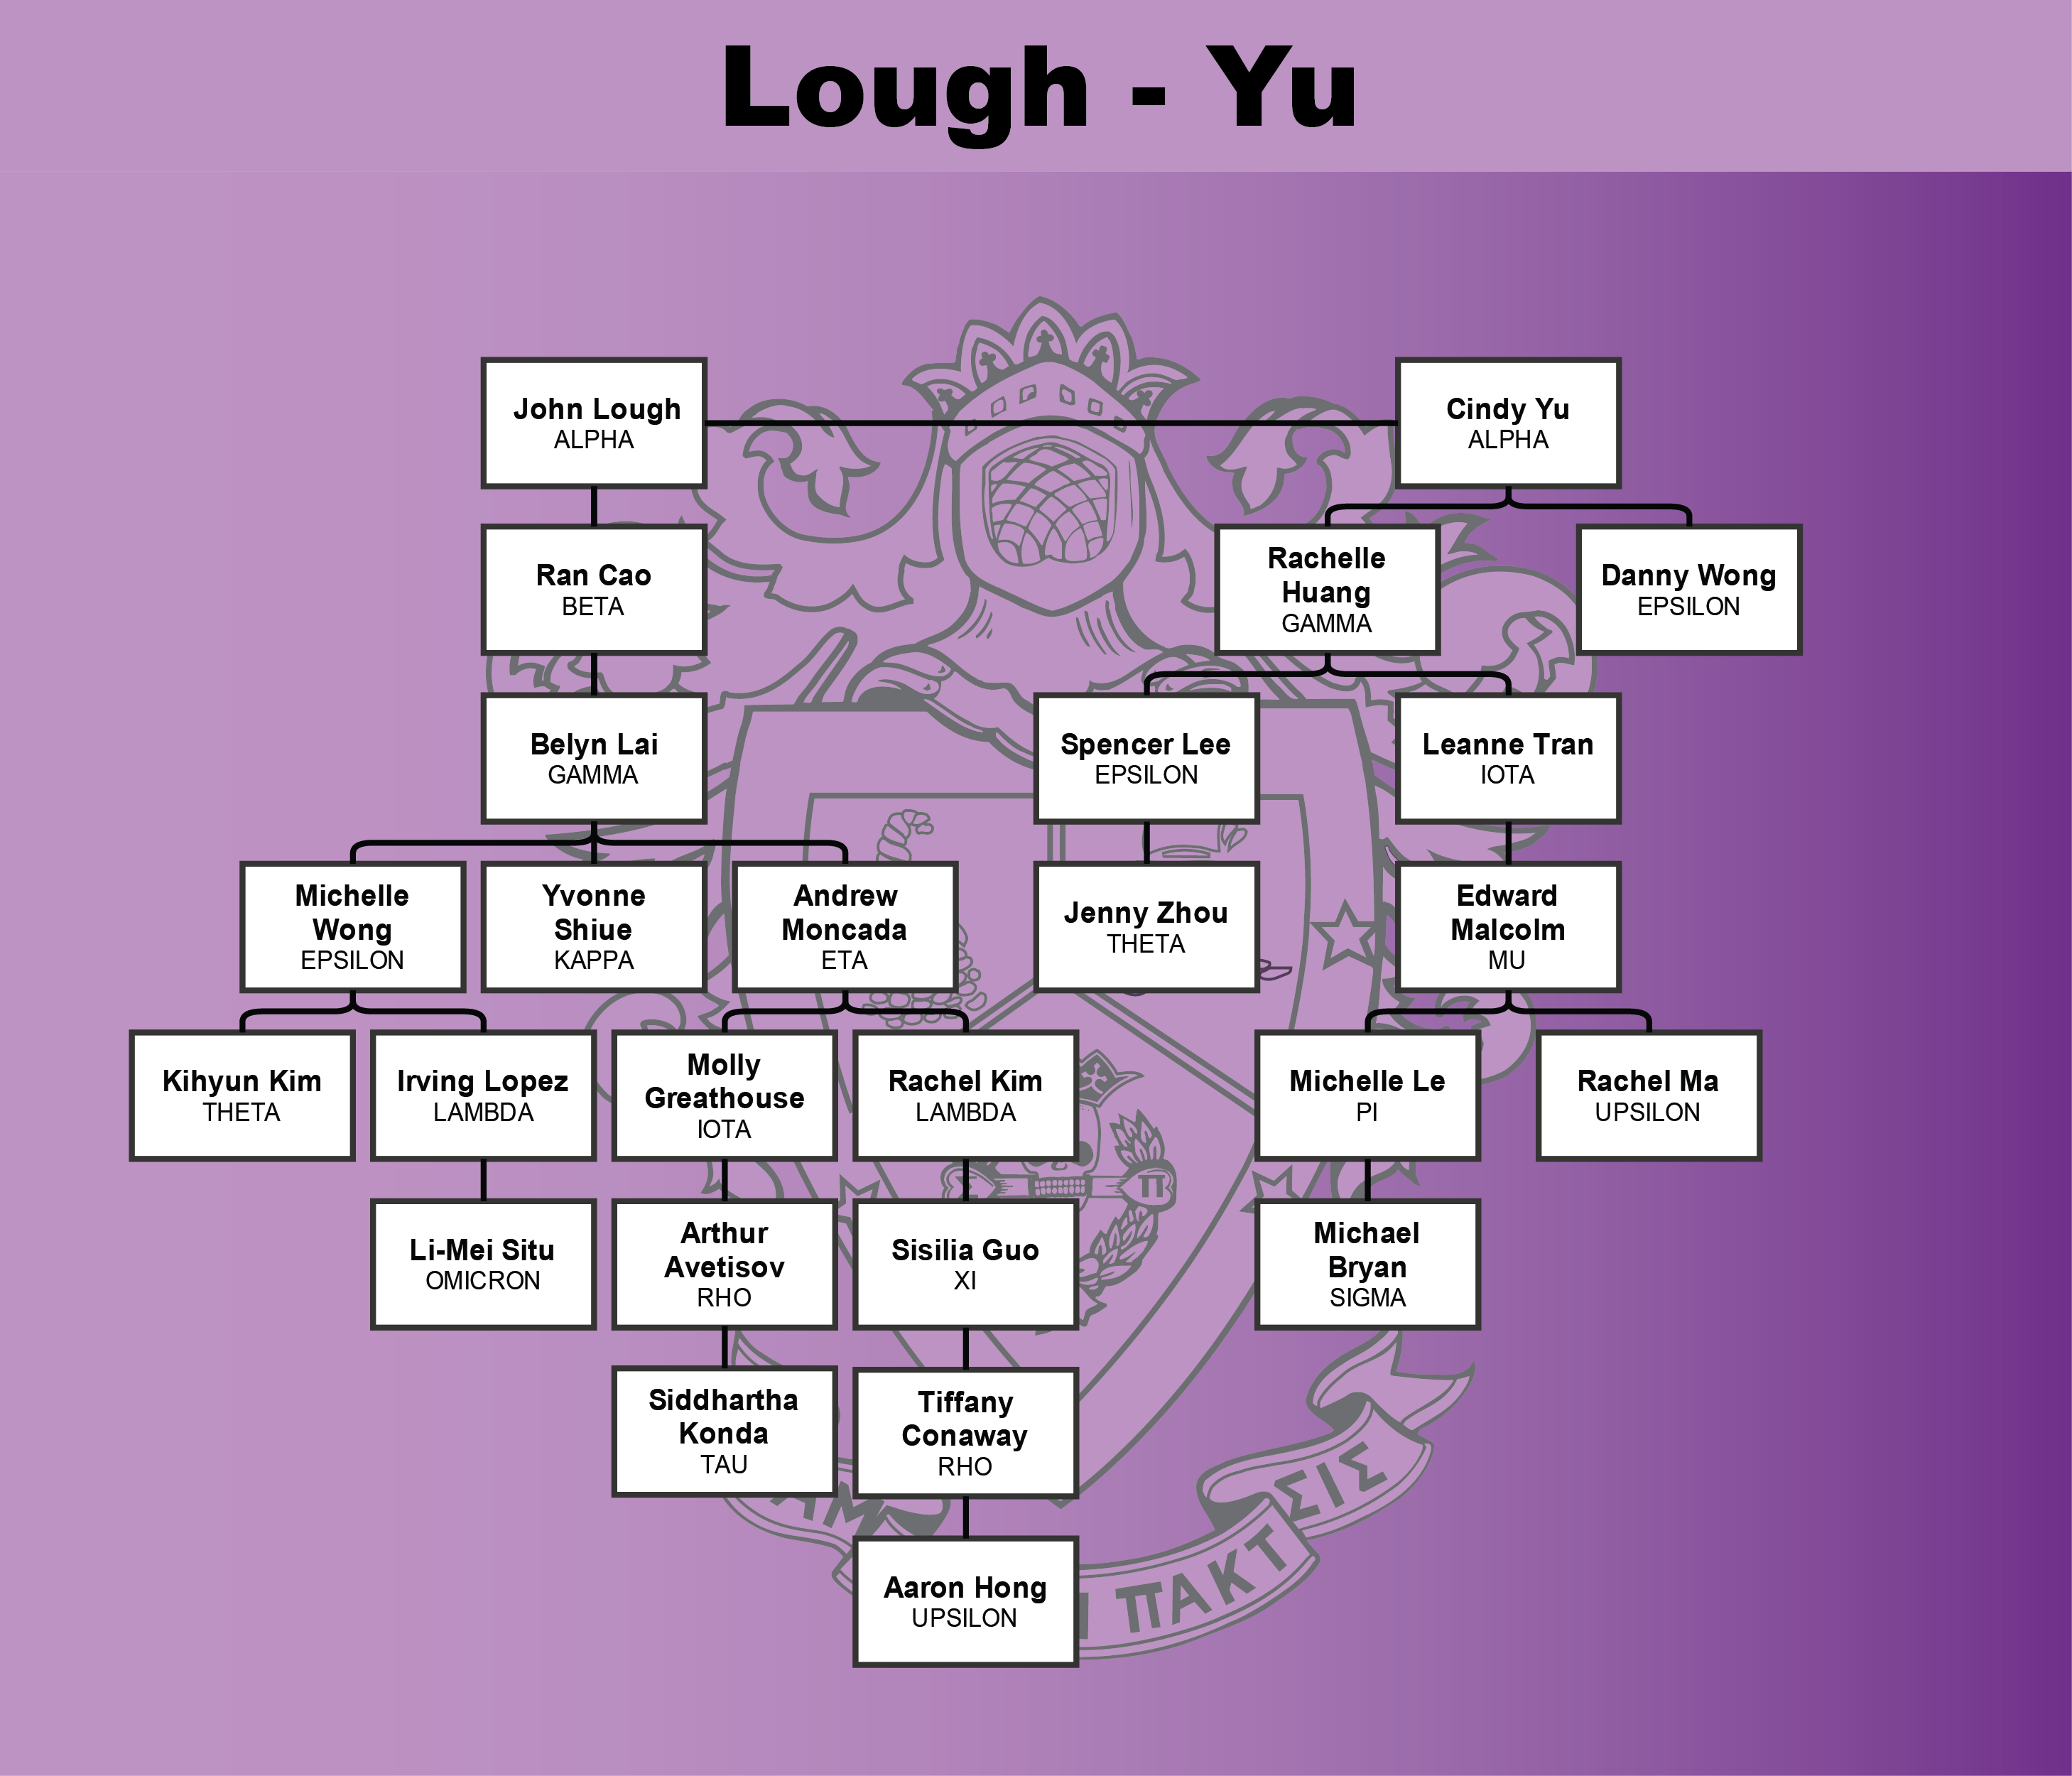 Lough - Yu
John Lough
ALPHA
Cindy Yu
ALPHA
Ran Cao
BETA
Rachelle
Huang
GAMMA
Danny Wong
EPSILON
Belyn Lai
GAMMA
Spencer Lee
EPSILON
Leanne Tran
IOTA
Michelle
Wong
EPSILON
Yvonne
Shiue
KAPPA
Andrew
Moncada
ETA
Jenny Zhou
THETA
Edward
Malcolm
MU
Kihyun Kim
THETA
Irving Lopez
LAMBDA
Molly
Greathouse
IOTA
Rachel Kim
LAMBDA
Michelle Le
PI
Rachel Ma
UPSILON
Σ
Π
Li-Mei Situ
OMICRON
Arthur
Avetisov
RHO
Sisilia Guo
XI
Michael
Bryan
SIGMA
Siddhartha
Konda
TAU
Tiffany
Conaway
RHO
Aaron Hong
UPSILON
ΠΑΚΤ ΣΙΣ